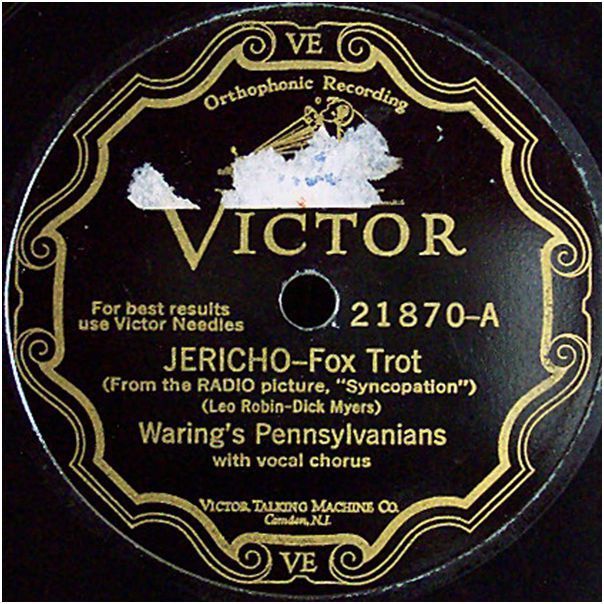 VE
Orthophonic Recording
VICTOR
For best results
use Victor Needles
21870-A
JERICHO—Fox Trot
(From the RADIO picture, "Syncopation")
(Leo Robin-Dick Myers)
Waring's Pennsylvanians
with vocal chorus
VICTOR TALKING MACHINE CO.
Camden, N.J.
VE